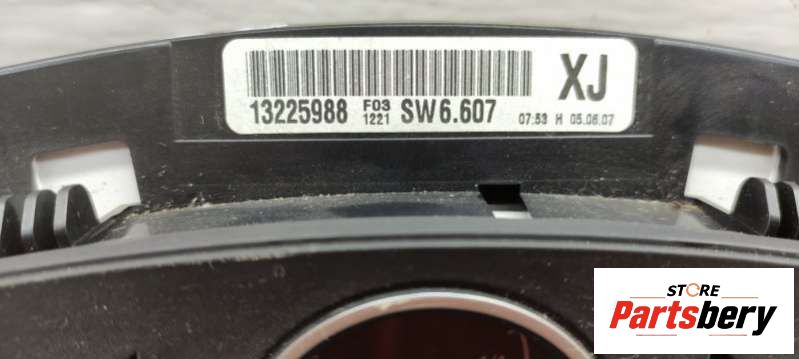 13225988 F03 1221 SW6.607 XJ
07:53 H 05.06.07
STORE
Partsbery